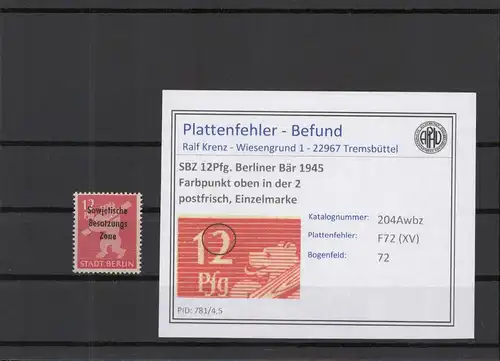 12
Sowjetische
Besatzungs
Zone
STADT BERLIN
Plattenfehler - Befund
Ralf Krenz - Wiesengrund 1 - 22967 Tremsbüttel
SBZ 12Pfg. Berliner Bär 1945
Farbpunkt oben in der 2
postfrisch, Einzelmarke
12
Pfg
Katalognummer: 204Awbz
Plattenfehler: F72 (XV)
Bogenfeld: 72
PID: 781/4,5